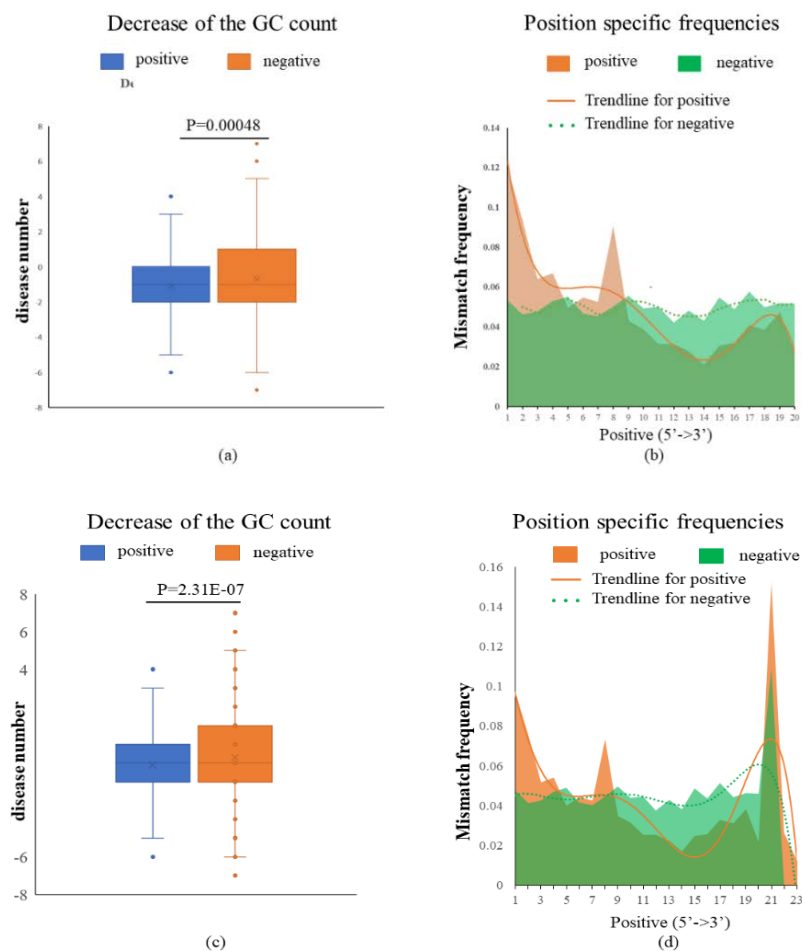 Decrease of the GC count
positive negative
De
P=0.00048
disease number
8
6
4
2
0
-2
-4
-6
-8
(a)
Position specific frequencies
positive negative
Trendline for positive
Trendline for negative
Mismatch frequency
0.14
0.12
0.1
0.08
0.06
0.04
0.02
0
1 2 3 4 5 6 7 8 9 10 11 12 13 14 15 16 17 18 19 20
Positive (5’->3’)
(b)
Decrease of the GC count
positive negative
P=2.31E-07
disease number
8
6
4
-6
-8
(c)
Position specific frequencies
positive negative
Trendline for positive
Trendline for negative
Mismatch frequency
0.16
0.14
0.12
0.1
0.08
0.06
0.04
0.02
0
1 3 5 7 9 11 13 15 17 19 21 23
Positive (5’->3’)
(d)